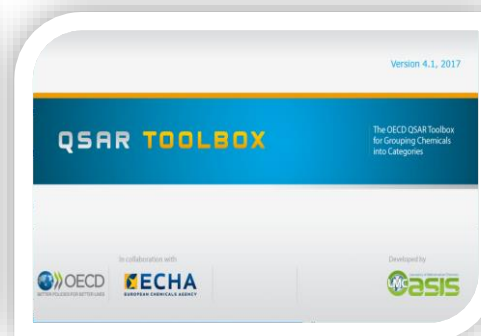 Version 4.1, 2017
QSAR TOOLBOX
The OECD QSAR Toolbox
for Grouping Chemicals
into Categories
In collaboration with
Developed by
OECD
BETTER POLICIES FOR BETTER LIVES
ECHA
EUROPEAN CHEMICALS AGENCY
LMC
Oasis